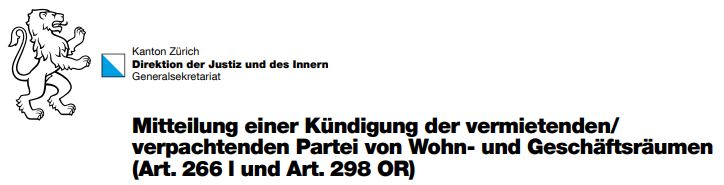 Kanton Zürich
Direktion der Justiz und des Innern
Generalsekretariat
Mitteilung einer Kündigung der vermietenden/
verpachtenden Partei von Wohn- und Geschäftsräumen
(Art. 266 l und Art. 298 OR)